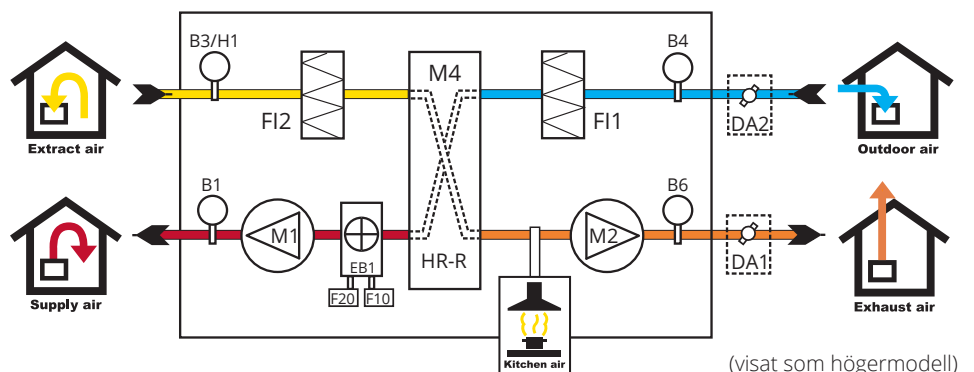 B3/H1
B4
M4
FI2
FI1
DA2
Extract air
Outdoor air
B1
B6
M1
M2
EB1
HR-R
DA1
F20
F10
Supply air
Exhaust air
Kitchen air
(visat som högermodell)